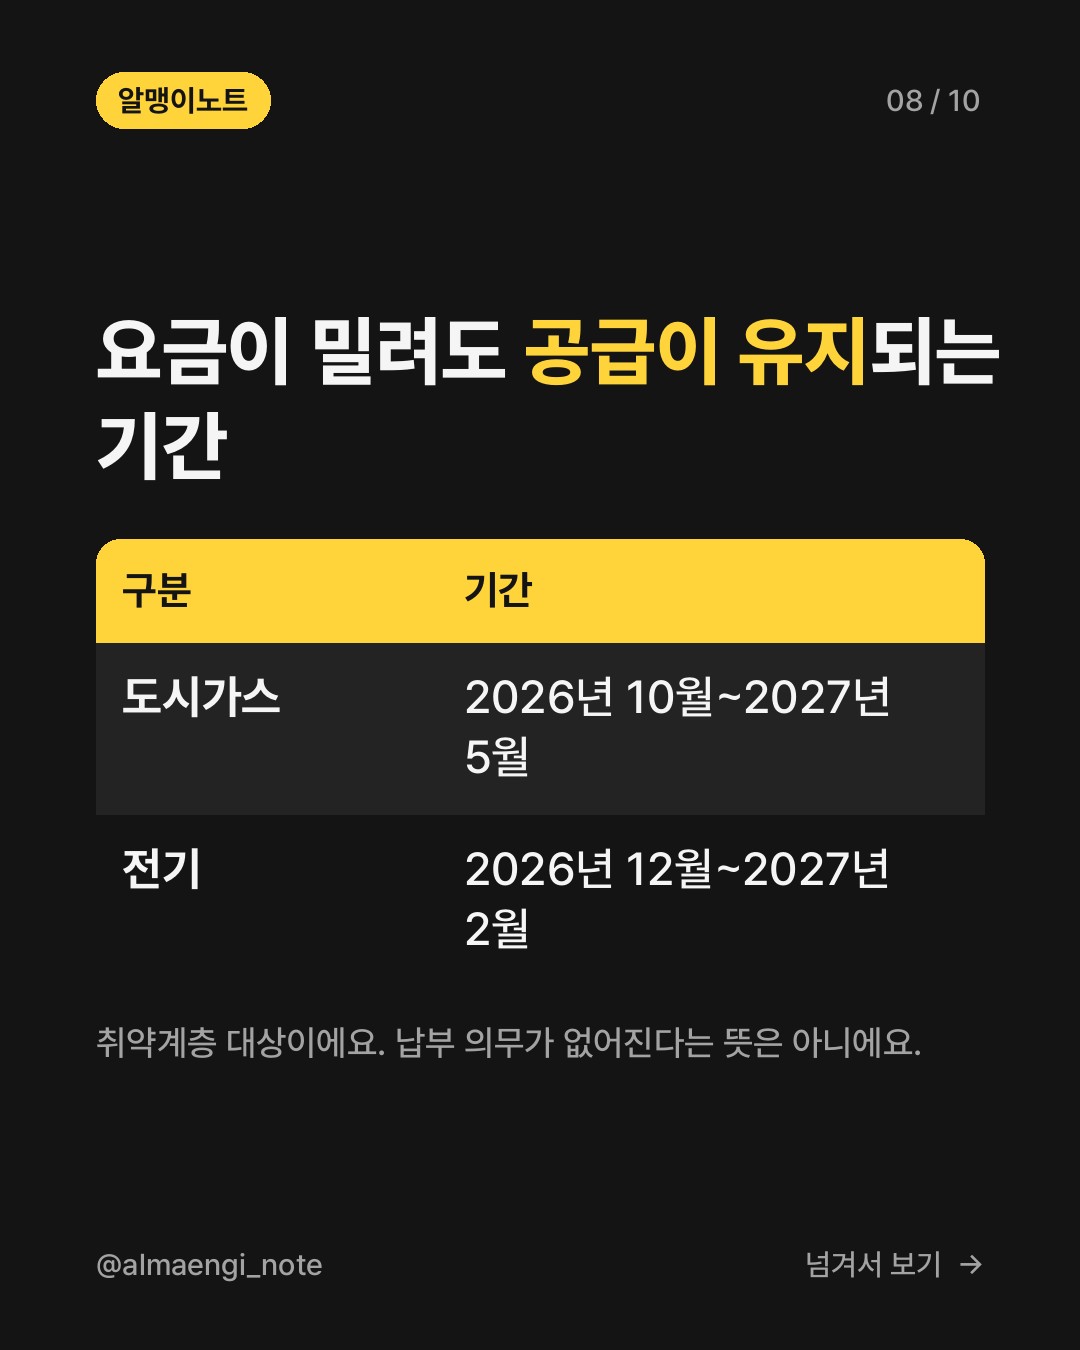 알맹이노트
08 / 10
요금이 밀려도 공급이 유지되는
기간
구분 기간
도시가스 2026년 10월~2027년
5월
전기 2026년 12월~2027년
2월
취약계층 대상이에요. 납부 의무가 없어진다는 뜻은 아니에요.
@almaengi_note
넘겨서 보기 →